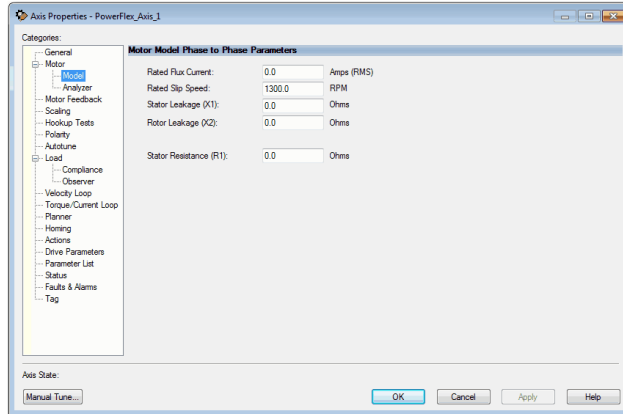 Axis Properties - PowerFlex_Axis_1
Categories:
General
Motor
Model
Analyzer
Motor Feedback
Scaling
Hookup Tests
Polarity
Autotune
Load
Compliance
Observer
Velocity Loop
Torque/Current Loop
Planner
Homing
Actions
Drive Parameters
Parameter List
Status
Faults & Alarms
Tag
Motor Model Phase to Phase Parameters
Rated Flux Current: 0.0 Amps (RMS)
Rated Slip Speed: 1300.0 RPM
Stator Leakage (X1): 0.0 Ohms
Rotor Leakage (X2): 0.0 Ohms
Stator Resistance (R1): 0.0 Ohms
Axis State:
Manual Tune... OK Cancel Apply Help